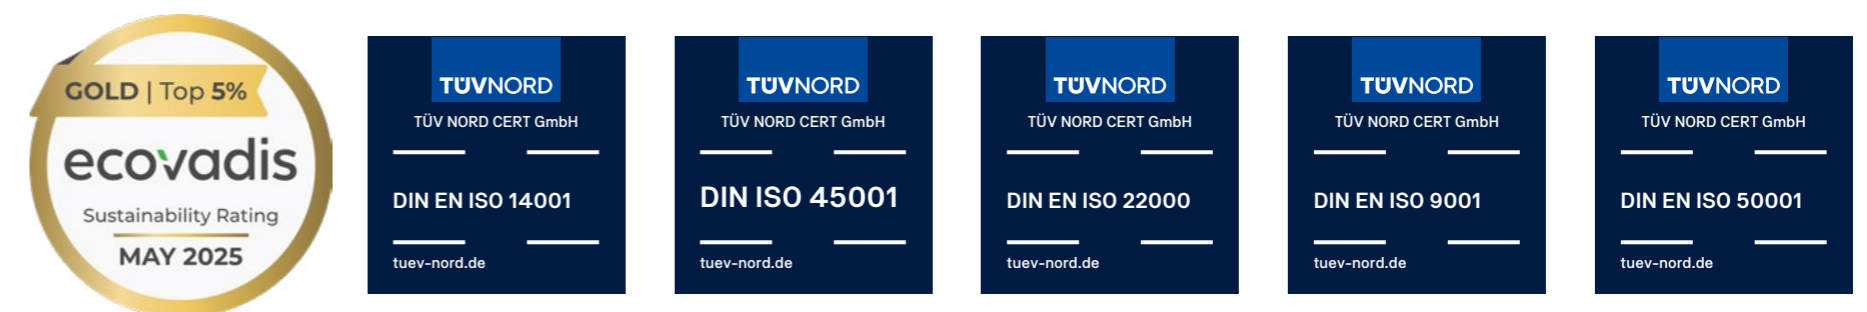 GOLD | Top 5%
ecovadis
Sustainability Rating
MAY 2025
TÜVNORD
TÜV NORD CERT GmbH
DIN EN ISO 14001
tuev-nord.de
TÜVNORD
TÜV NORD CERT GmbH
DIN ISO 45001
tuev-nord.de
TÜVNORD
TÜV NORD CERT GmbH
DIN EN ISO 22000
tuev-nord.de
TÜVNORD
TÜV NORD CERT GmbH
DIN EN ISO 9001
tuev-nord.de
TÜVNORD
TÜV NORD CERT GmbH
DIN EN ISO 50001
tuev-nord.de